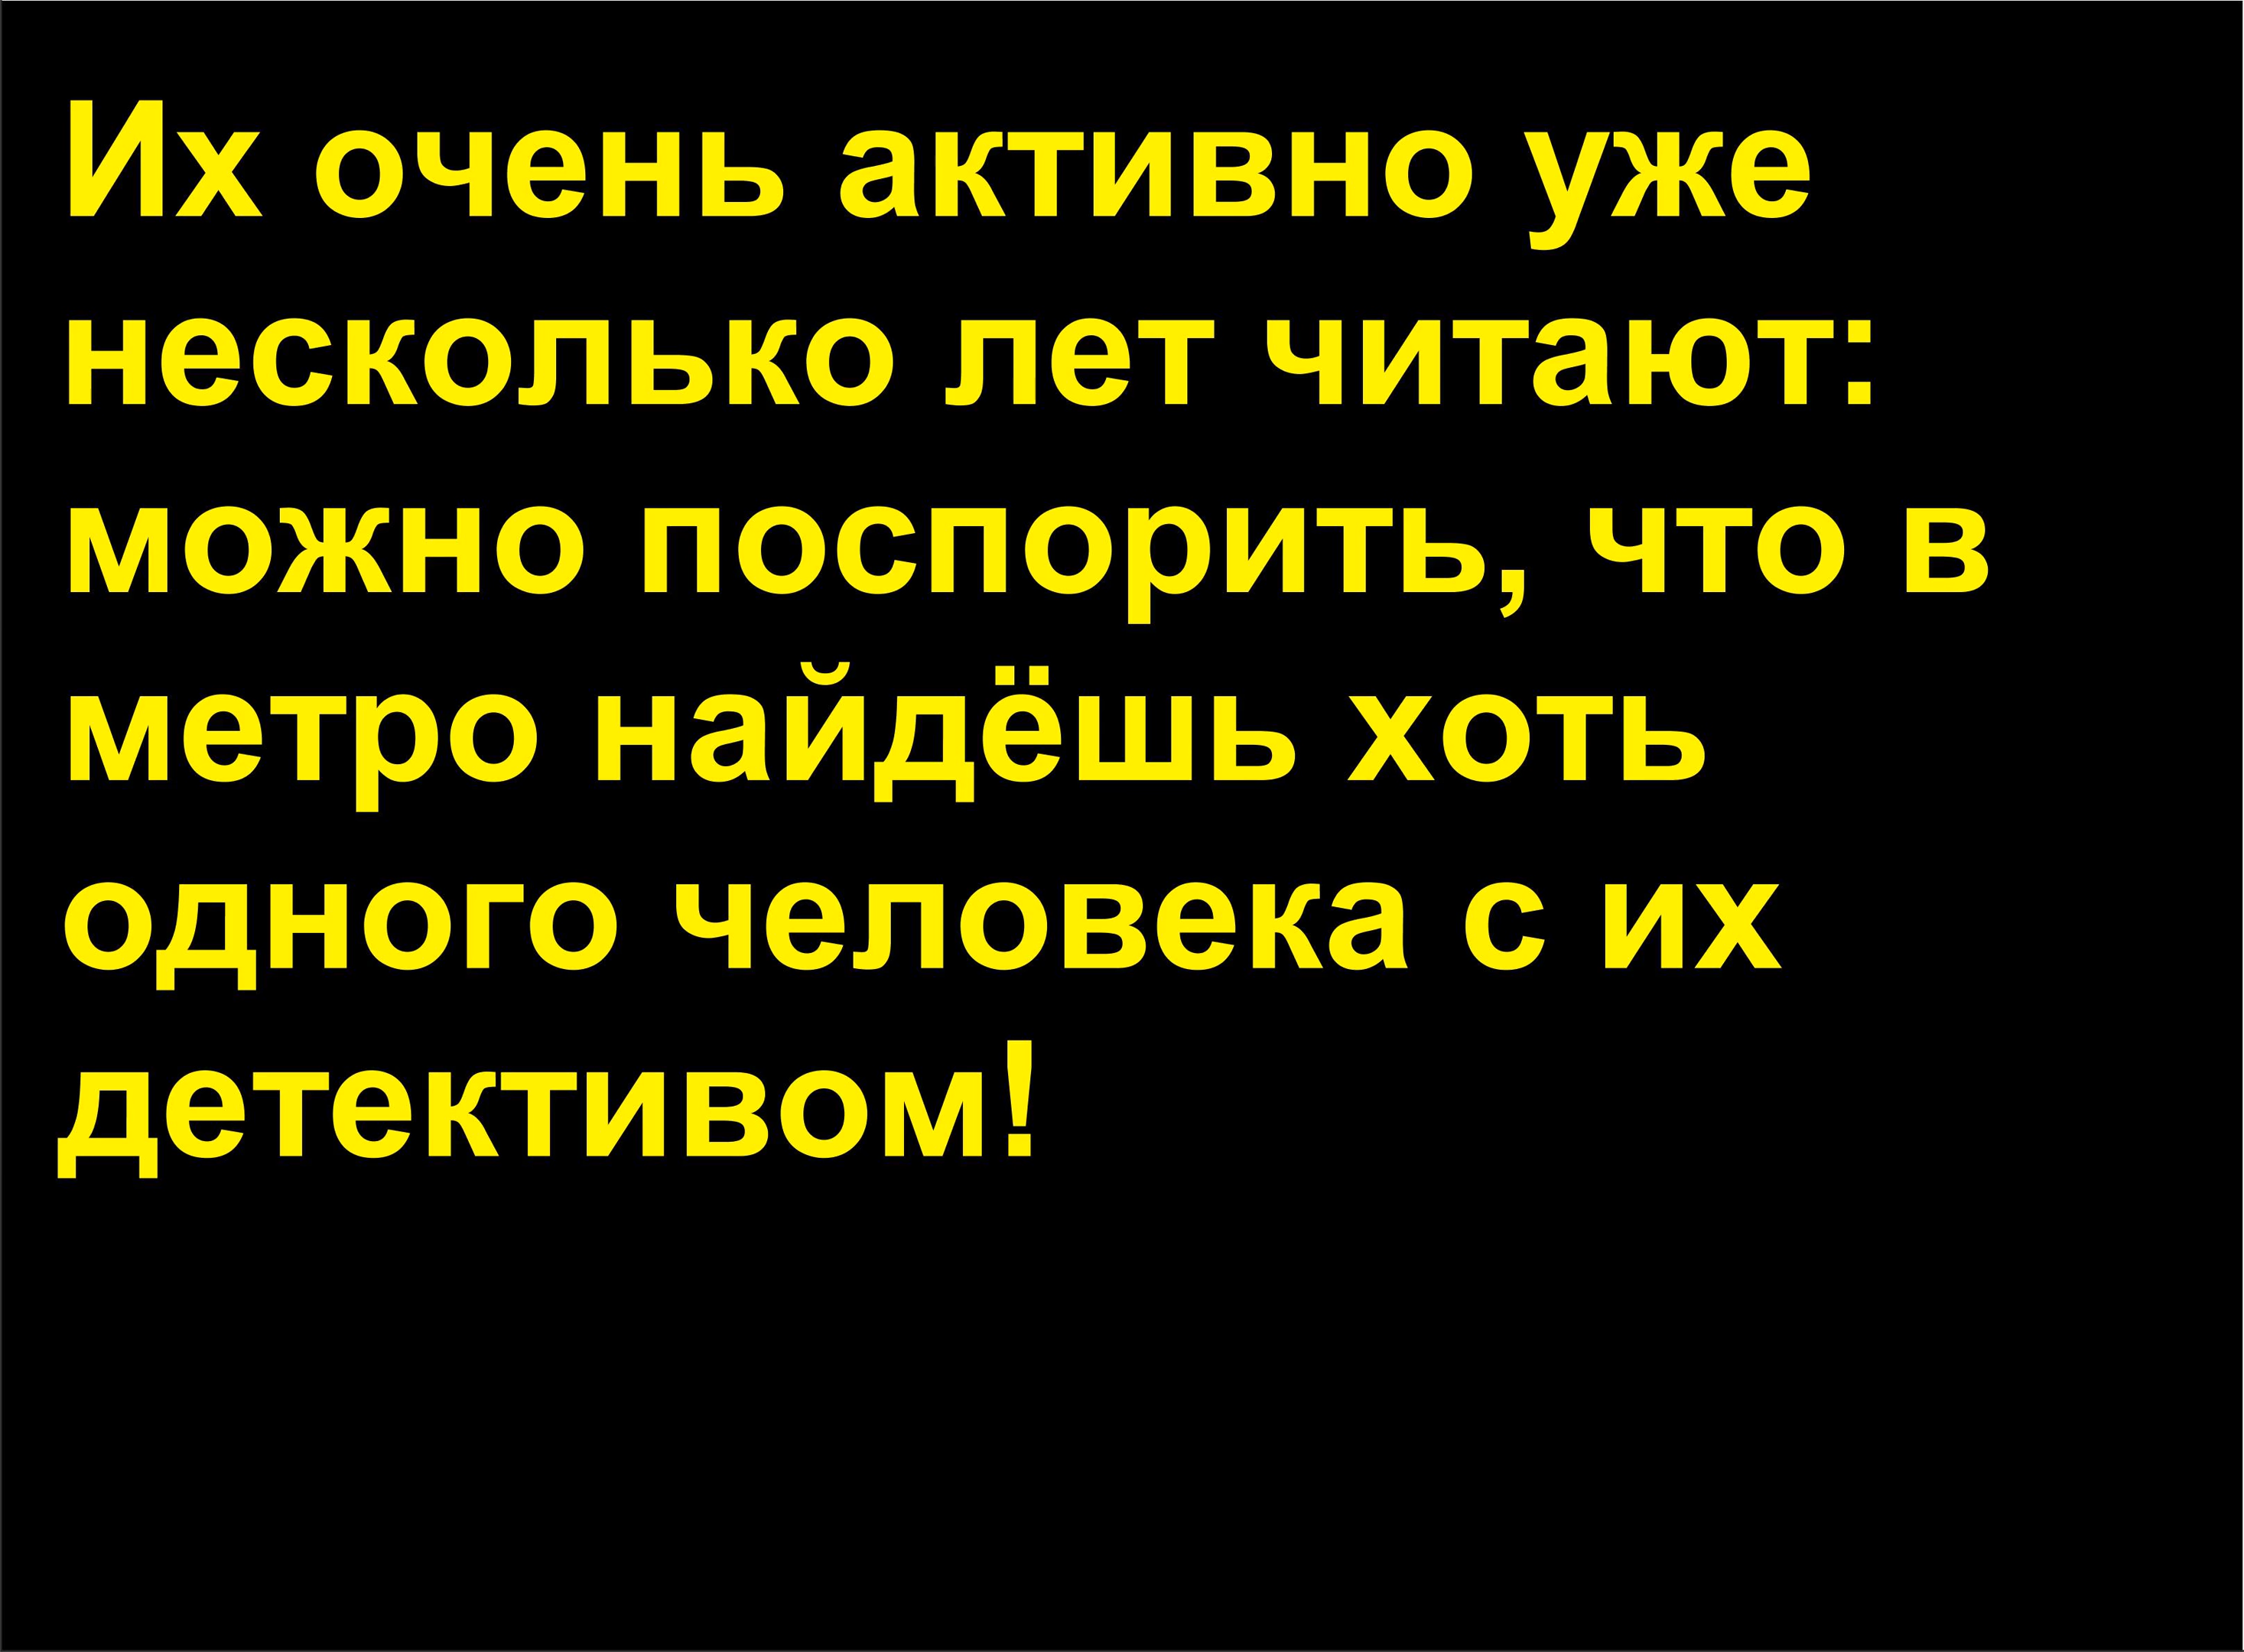 Их очень активно уже
несколько лет читают:
можно поспорить, что в
метро найдёшь хоть
одного человека с их
детективом!